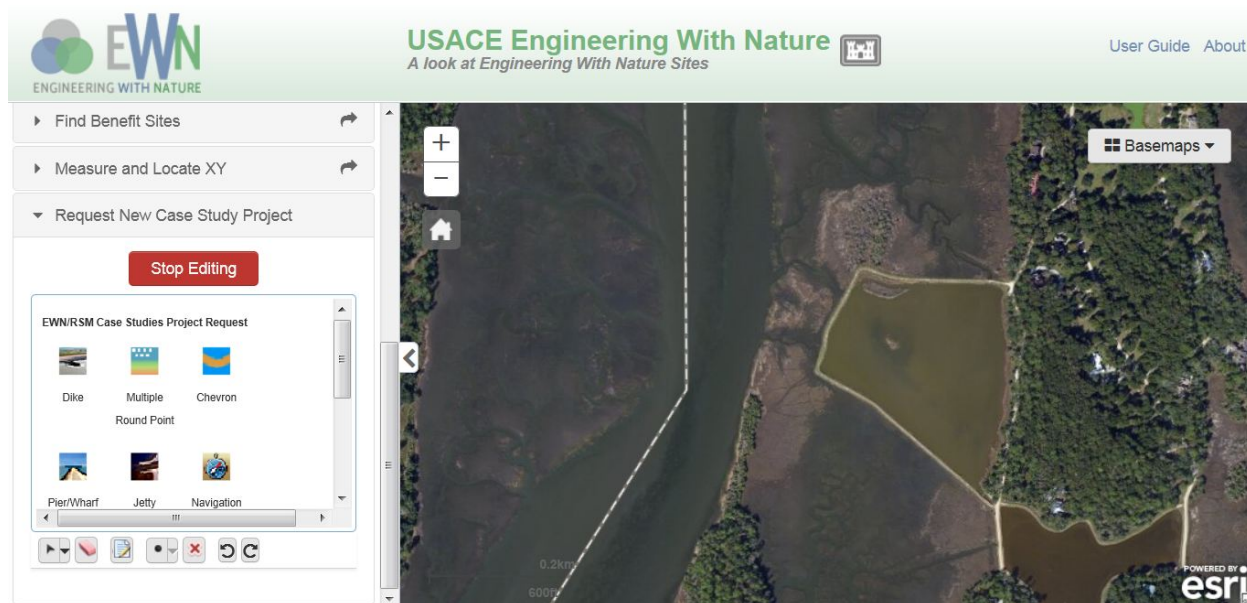 EWN
ENGINEERING WITH NATURE
USACE Engineering With Nature
A look at Engineering With Nature Sites
User Guide About
Find Benefit Sites
Measure and Locate XY
Request New Case Study Project
Stop Editing
EWN/RSM Case Studies Project Request
Dike Multiple Chevron
Round Point
Pier/Wharf Jetty Navigation
Basemaps
0.2km
600ft
POWERED BY
esri